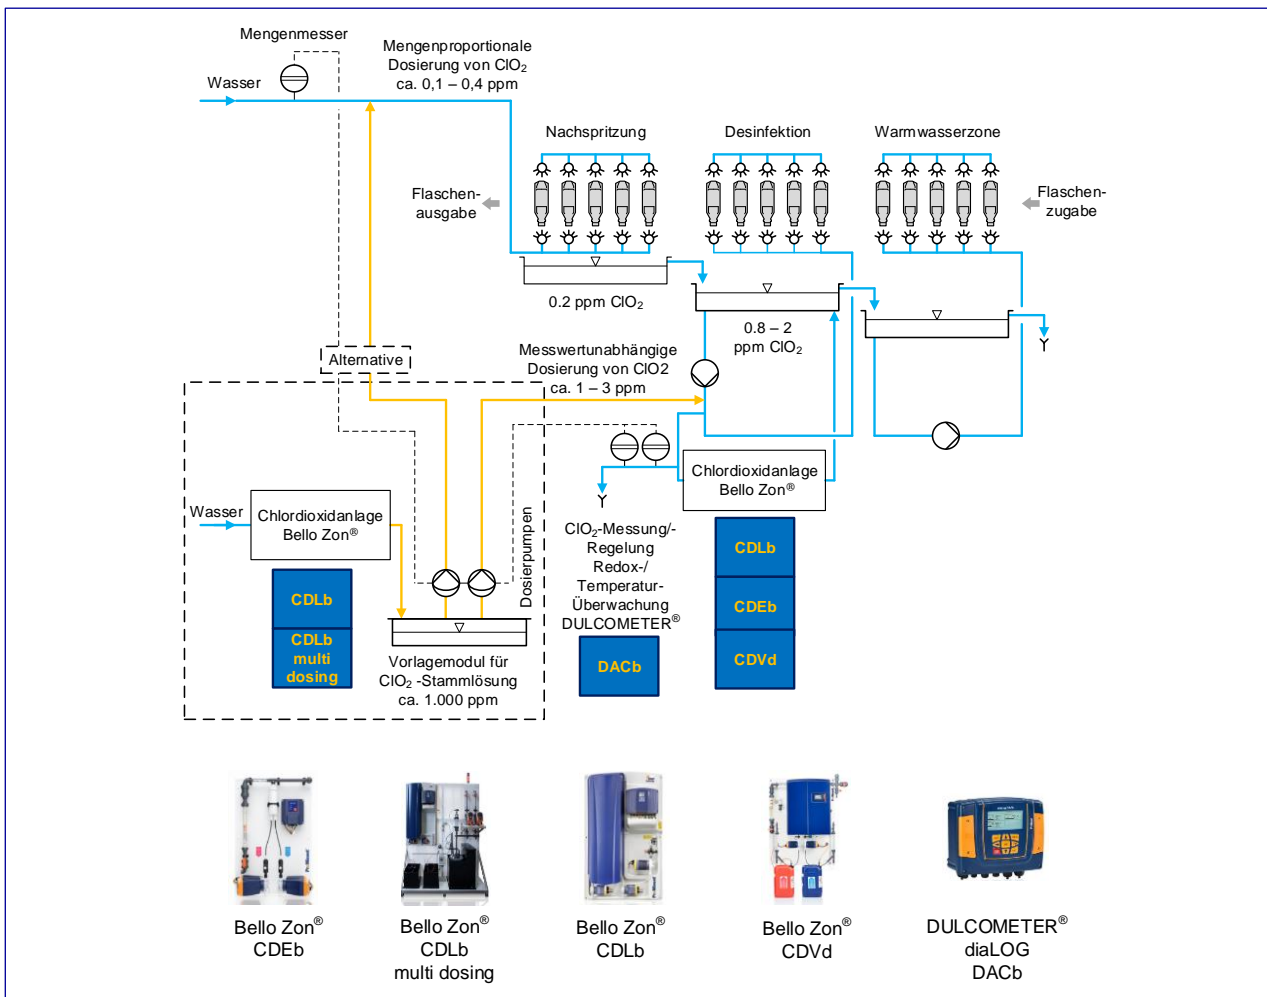 Mengenmesser
Wasser
Mengenproportionale
Dosierung von ClO₂
ca. 0,1 – 0,4 ppm
Nachspritzung
Desinfektion
Warmwasserzone
Flaschen-
ausgabe
Flaschen-
zugabe
0.2 ppm ClO₂
0.8 – 2
ppm ClO₂
Alternative
Messwertunabhängige
Dosierung von ClO2
ca. 1 – 3 ppm
Wasser
Chlordioxidanlage
Bello Zon®
Chlordioxidanlage
Bello Zon®
Dosierpumpen
ClO₂-Messung/-
Regelung
Redox-/
Temperatur-
Überwachung
DULCOMETER®
DACb
CDLb
CDEb
CDVd
CDLb
CDLb
multi
dosing
Vorlagemodul für
ClO₂ -Stammlösung
ca. 1.000 ppm
Bello Zon®
CDEb
Bello Zon®
CDLb
multi dosing
Bello Zon®
CDLb
Bello Zon®
CDVd
DULCOMETER®
diaLOG
DACb